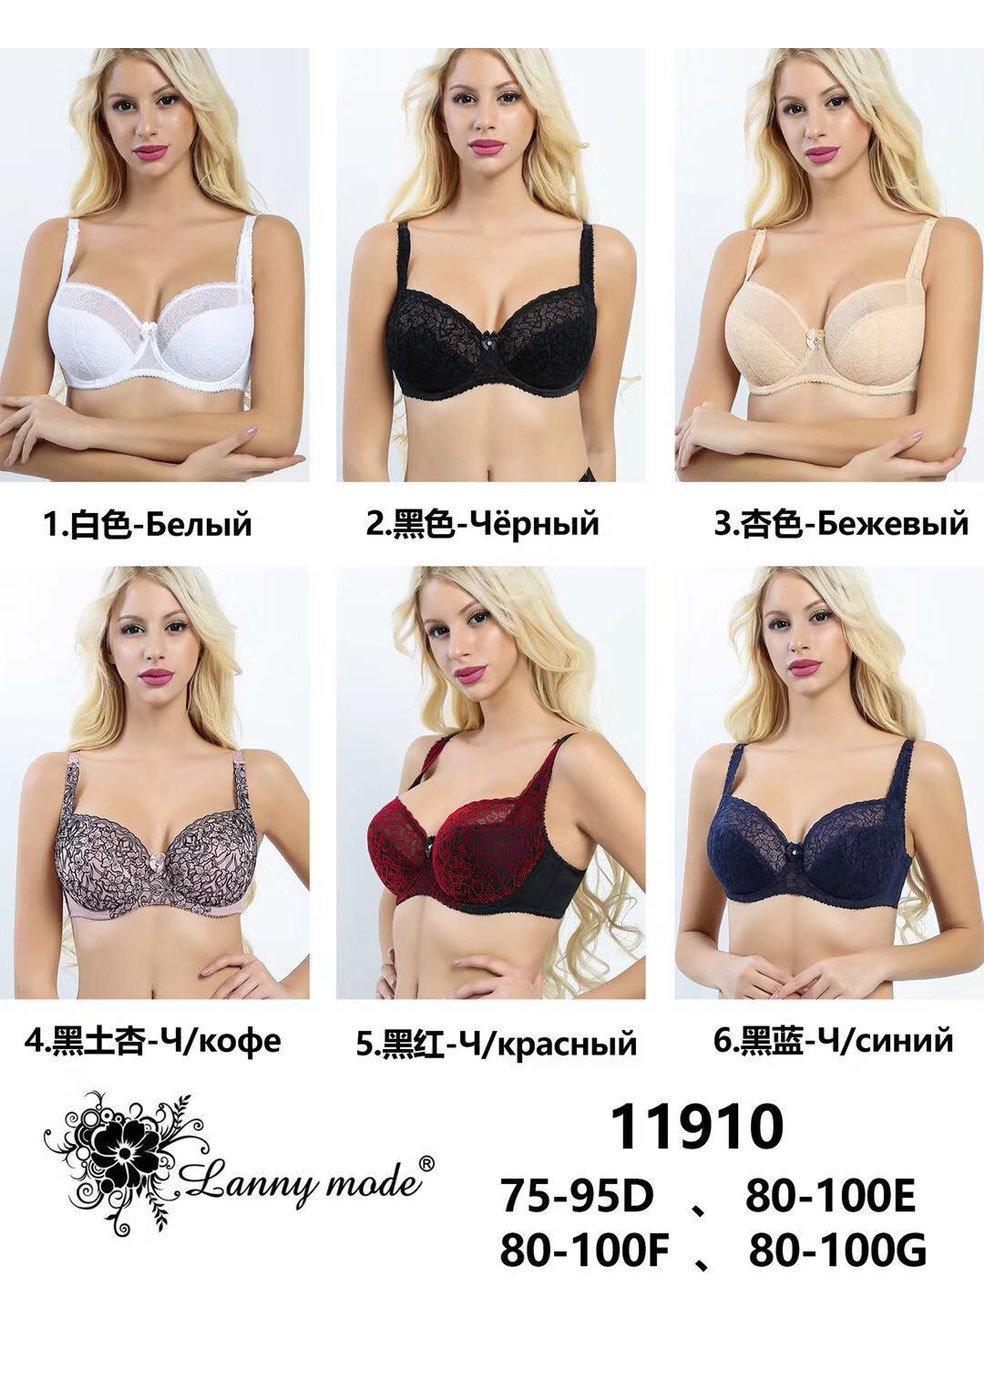 1.白色-Белый
2.黑色-Чёрный
3.杏色-Бежевый
4.黑土杏-Ч/кофе
5.黑红-Ч/красный
6.黑蓝-Ч/синий
Lanny mode®
11910
75-95D 、 80-100E
80-100F 、 80-100G